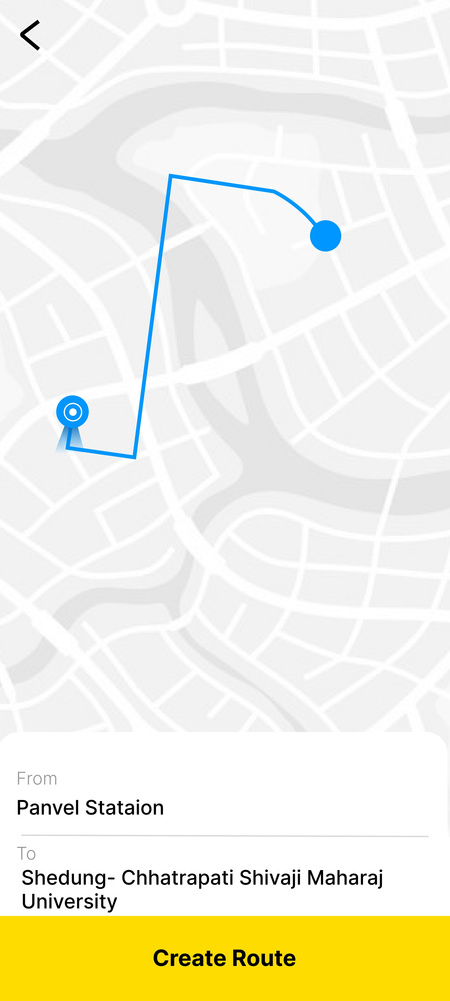 From
Panvel Stataion
To
Shedung- Chhatrapati Shivaji Maharaj
University
Create Route